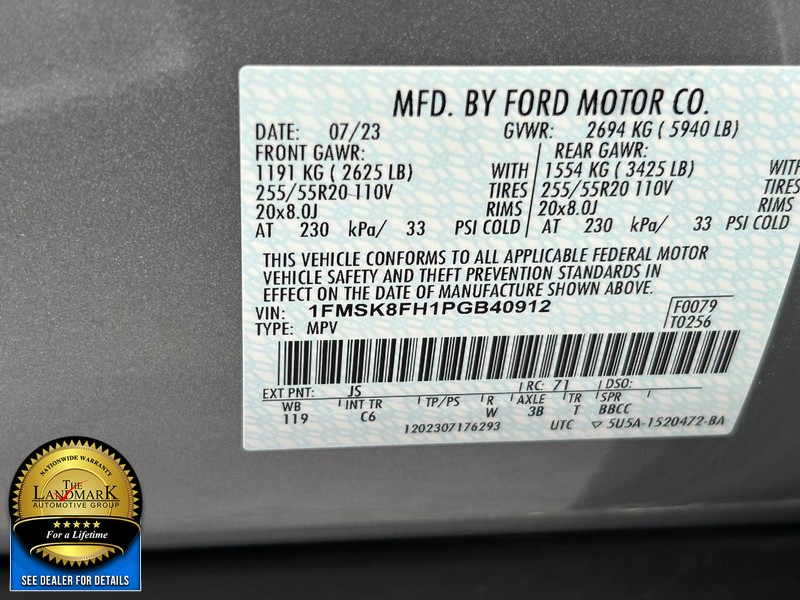 MFD. BY FORD MOTOR CO.
DATE: 07/23 GVWR: 2694 KG ( 5940 LB)
FRONT GAWR: REAR GAWR:
1191 KG ( 2625 LB) WITH 1554 KG ( 3425 LB) WITH
255/55R20 110V TIRES 255/55R20 110V TIRES
20x8.0J RIMS 20x8.0J RIMS
AT 230 kPa/ 33 PSI COLD AT 230 kPa/ 33 PSI COLD
THIS VEHICLE CONFORMS TO ALL APPLICABLE FEDERAL MOTOR
VEHICLE SAFETY AND THEFT PREVENTION STANDARDS IN
EFFECT ON THE DATE OF MANUFACTURE SHOWN ABOVE.
VIN: 1FMSK8FH1PGB40912 F0079
TYPE: MPV T0256
EXT PNT: JS RC: 71 DSO:
WB INT TR TP/PS R AXLE TR SPR
119 C6 W 3B T BBCC
1202307176293 UTC ▽ 5U5A-1520472-BA
NATIONWIDE WARRANTY
THE
LANDMARK
AUTOMOTIVE GROUP
For a Lifetime
SEE DEALER FOR DETAILS